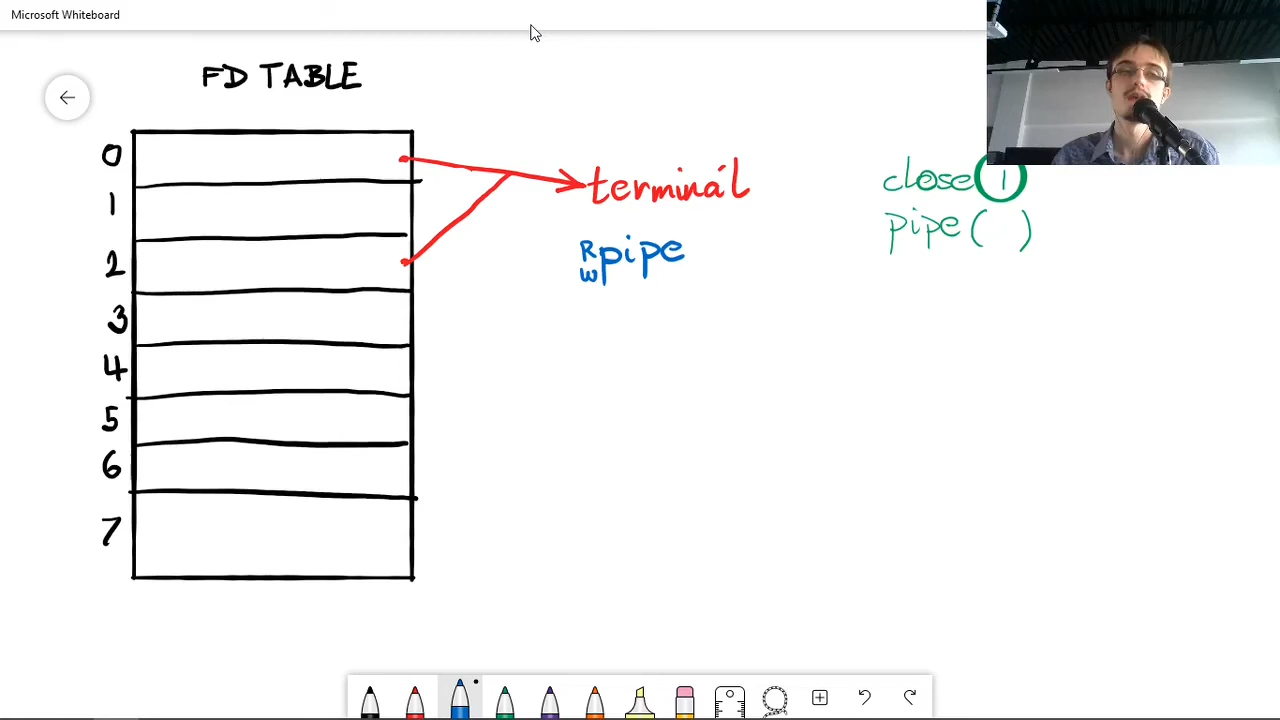 Microsoft Whiteboard
FD TABLE
0
1
2
3
4
5
6
7
terminal
R
W pipe
close 1
pipe( )